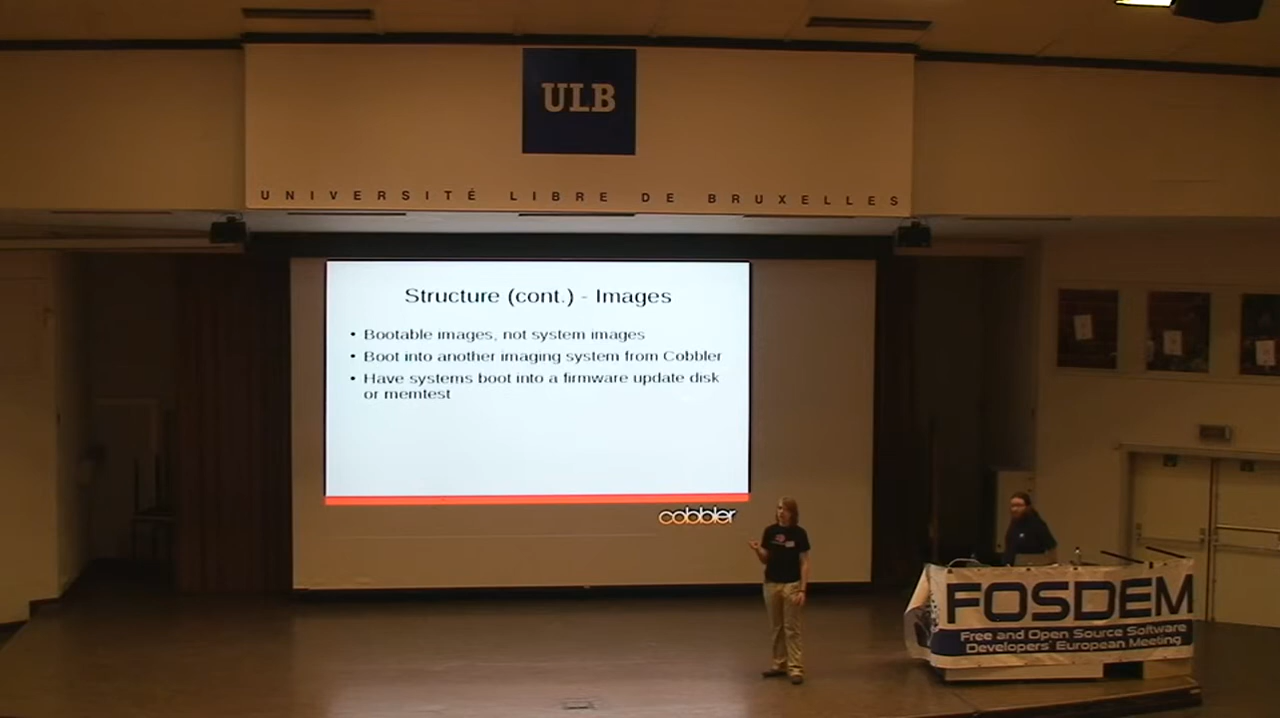 ULB
UNIVERSITÉ LIBRE DE BRUXELLES
Structure (cont.) - Images
• Bootable images, not system images
• Boot into another imaging system from Cobbler
• Have systems boot into a firmware update disk
or memtest
cobbler
FOSDEM
Free and Open Source Software
Developers' European Meeting